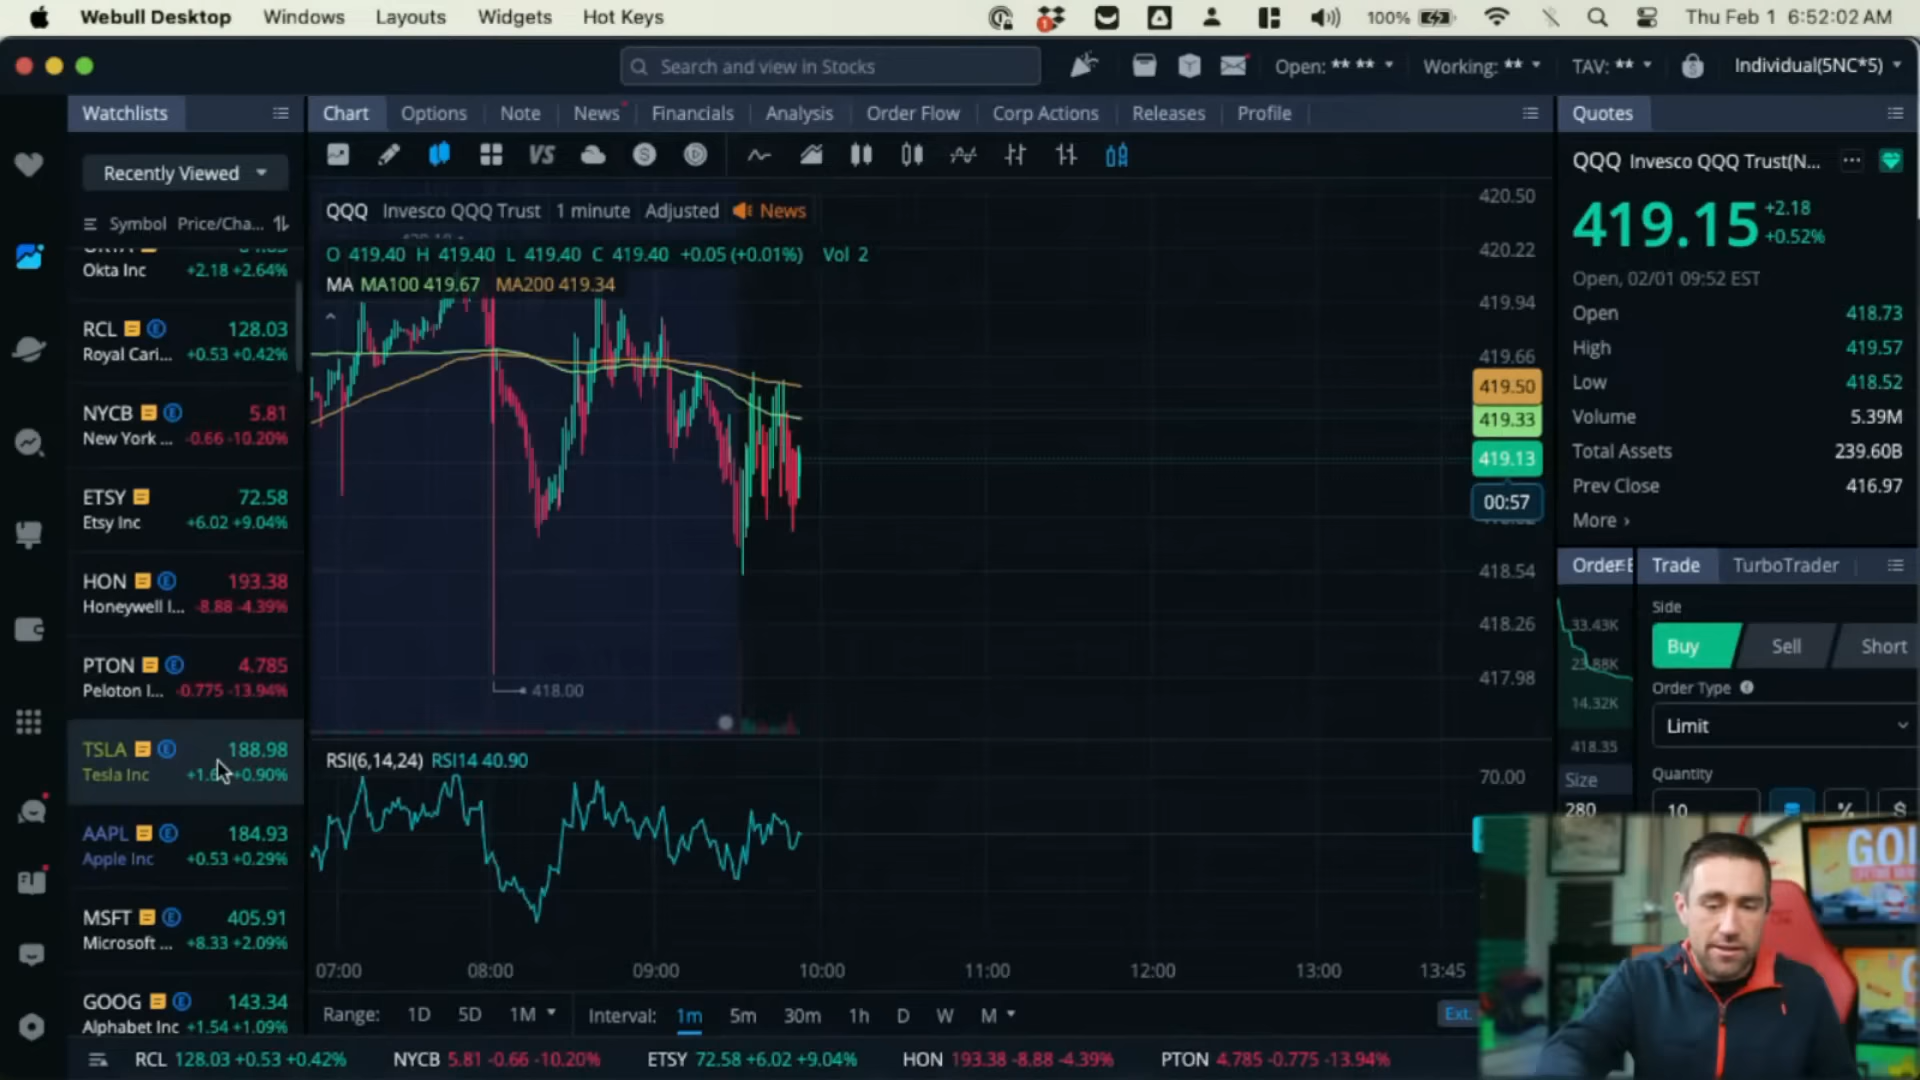 Webull Desktop Windows Layouts Widgets Hot Keys
1
100%
Thu Feb 1 6:52:02 AM
Search and view in Stocks
Open: ** **
Working: **
TAV: **
Individual(5NC*5)
Watchlists
Chart Options Note News Financials Analysis Order Flow Corp Actions Releases Profile
Quotes
Recently Viewed
VS
S
D
Symbol Price/Cha...
Okta Inc +2.18 +2.64%
RCL E 128.03
Royal Cari... +0.53 +0.42%
NYCB E 5.81
New York ... -0.66 -10.20%
ETSY 72.58
Etsy Inc +6.02 +9.04%
HON E 193.38
Honeywell I... -8.88 -4.39%
PTON E 4.785
Peloton I... -0.775 -13.94%
TSLA E 188.98
Tesla Inc +0.90%
AAPL E 184.93
Apple Inc +0.53 +0.29%
MSFT E 405.91
Microsoft ... +8.33 +2.09%
GOOG E 143.34
Alphabet Inc +1.54 +1.09%
QQQ Invesco QQQ Trust 1 minute Adjusted News
O 419.40 H 419.40 L 419.40 C 419.40 +0.05 (+0.01%) Vol 2
MA MA100 419.67 MA200 419.34
418.00
420.50
420.22
419.94
419.66
419.50
419.33
419.13
00:57
418.54
418.26
417.98
RSI(6,14,24) RSI14 40.90
70.00
07:00 08:00 09:00 10:00 11:00 12:00 13:00 13:45
Range: 1D 5D 1M
Interval: 1m 5m 30m 1h D W M
Ext.
QQQ Invesco QQQ Trust(N...
419.15 +2.18
+0.52%
Open, 02/01 09:52 EST
Open 418.73
High 419.57
Low 418.52
Volume 5.39M
Total Assets 239.60B
Prev Close 416.97
More
Trade TurboTrader
33.43K
23.88K
14.32K
418.35
Size
280
Side
Buy Sell Short
Order Type
Limit
Quantity
10 % $
RCL 128.03 +0.53 +0.42% NYCB 5.81 -0.66 -10.20% ETSY 72.58 +6.02 +9.04% HON 193.38 -8.88 -4.39% PTON 4.785 -0.775 -13.94%